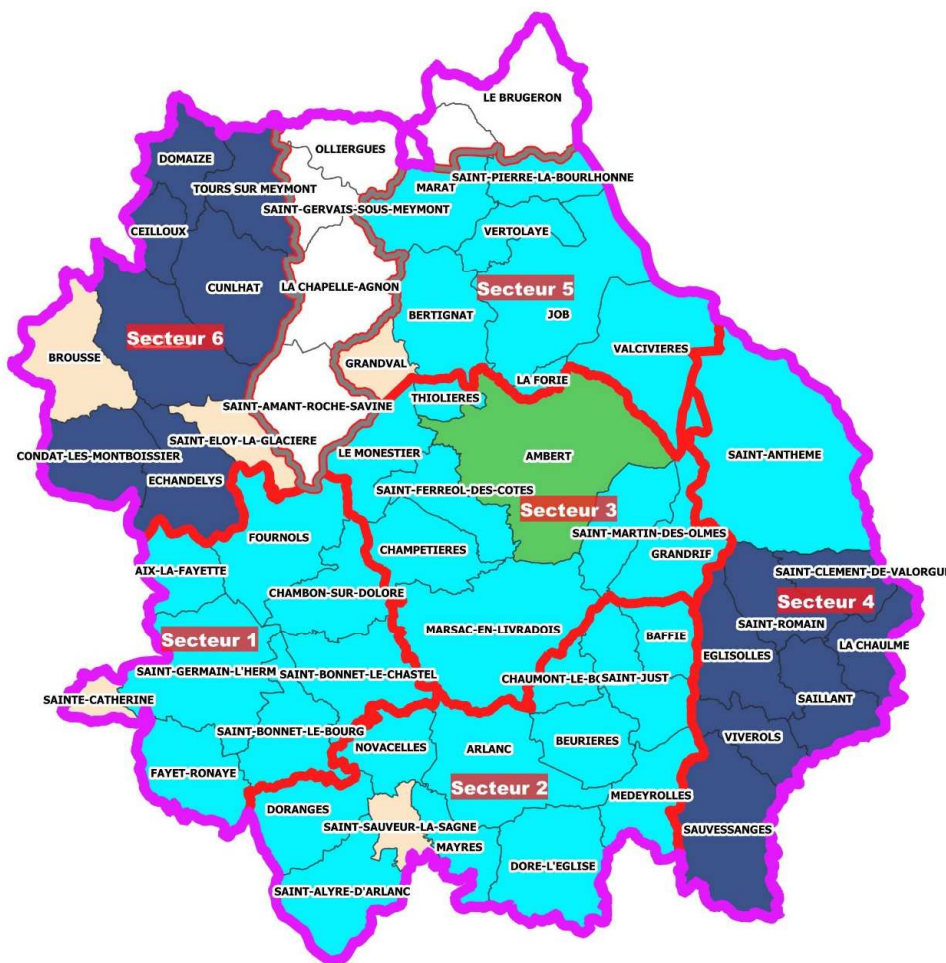 LE BRUGERON
OLLIERGUES
DOMAIZE
SAINT-PIERRE-LA-BOURLHONNE
MARAT
TOURS SUR MEYMONT
SAINT-GERVAIS-SOUS-MEYMONT
CEILLOUX
VERTOLAYE
CUNLHAT
LA CHAPELLE-AGNON
Secteur 5
BERTIGNAT
JOB
Secteur 6
VALCIVIERES
BROUSSE
GRANDVAL
LA FORIE
THIOLIERES
SAINT-AMANT-ROCHE-SAVINE
SAINT-ELOY-LA-GLACIERE
LE MONESTIER
CONDAT-LES-MONTBOISSIER
AMBERT
SAINT-ANTHEME
ECHANDELYS
SAINT-FERREOL-DES-COTES
Secteur 3
SAINT-MARTIN-DES-OLMES
FOURNOLS
CHAMPETIERES
GRANDRIF
AIX-LA-FAYETTE
SAINT-CLEMENT-DE-VALORGUE
CHAMBON-SUR-DOLORE
Secteur 4
SAINT-ROMAIN
MARSAC-EN-LIVRADOIS
BAFFIE
LA CHAULME
Secteur 1
EGLISOLLES
SAINT-GERMAIN-L'HERM
SAINT-BONNET-LE-CHASTEL
CHAUMONT-LE-BO
SAINT-JUST
SAINTE-CATHERINE
SAILLANT
SAINT-BONNET-LE-BOURG
VIVEROLS
NOVACELLES
ARLANC
BEURIERES
FAYET-RONAYE
Secteur 2
MEDEYROLLES
DORANGES
SAINT-SAUVEUR-LA-SAGNE
SAUVESSANGES
MAYRES
DORE-L'EGLISE
SAINT-ALYRE-D'ARLANC